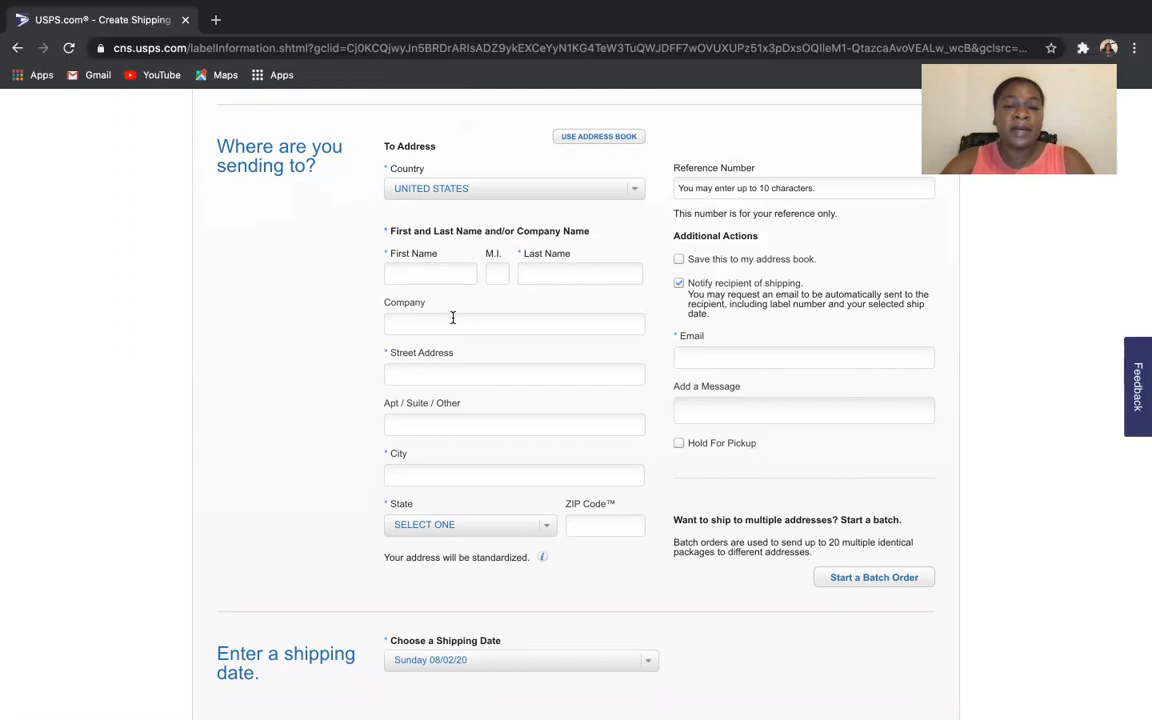 USPS.com® - Create Shipping
cns.usps.com/labelInformation.shtml?gclid=Cj0KCQjwyJn5BRDrARIsADZ9ykEXCeYyN1KG4TeW3TuQWJDFF7wOVUXUPz51x3pDxsOQIleM1-QtazcaAvoVEALw_wcB&gclsrc=...
Apps Gmail YouTube Maps Apps
Where are you
sending to?
To Address
USE ADDRESS BOOK
* Country
UNITED STATES
* First and Last Name and/or Company Name
* First Name M.I. * Last Name
Company
* Street Address
Apt / Suite / Other
* City
* State ZIP Code™
SELECT ONE
Your address will be standardized. i
Reference Number
You may enter up to 10 characters.
This number is for your reference only.
Additional Actions
Save this to my address book.
Notify recipient of shipping.
You may request an email to be automatically sent to the
recipient, including label number and your selected ship
date.
* Email
Add a Message
Hold For Pickup
Want to ship to multiple addresses? Start a batch.
Batch orders are used to send up to 20 multiple identical
packages to different addresses.
Start a Batch Order
Feedback
Enter a shipping
date.
* Choose a Shipping Date
Sunday 08/02/20